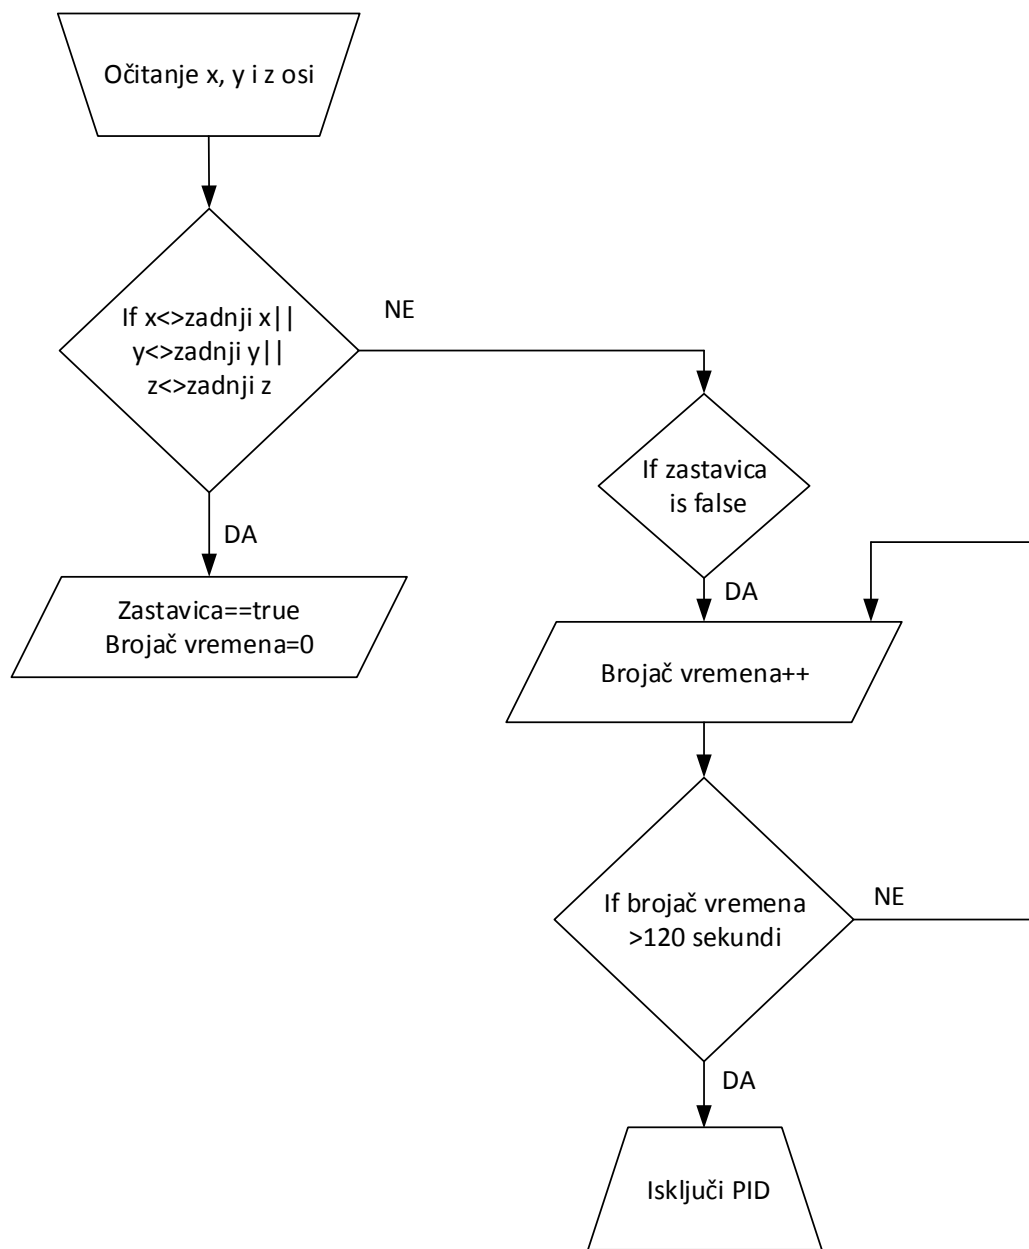 Očitanje x, y i z osi
If x<>zadnji x||
y<>zadnji y||
z<>zadnji z
NE
DA
Zastavica==true
Brojač vremena=0
If zastavica
is false
DA
Brojač vremena++
If brojač vremena
>120 sekundi
NE
DA
Isključi PID